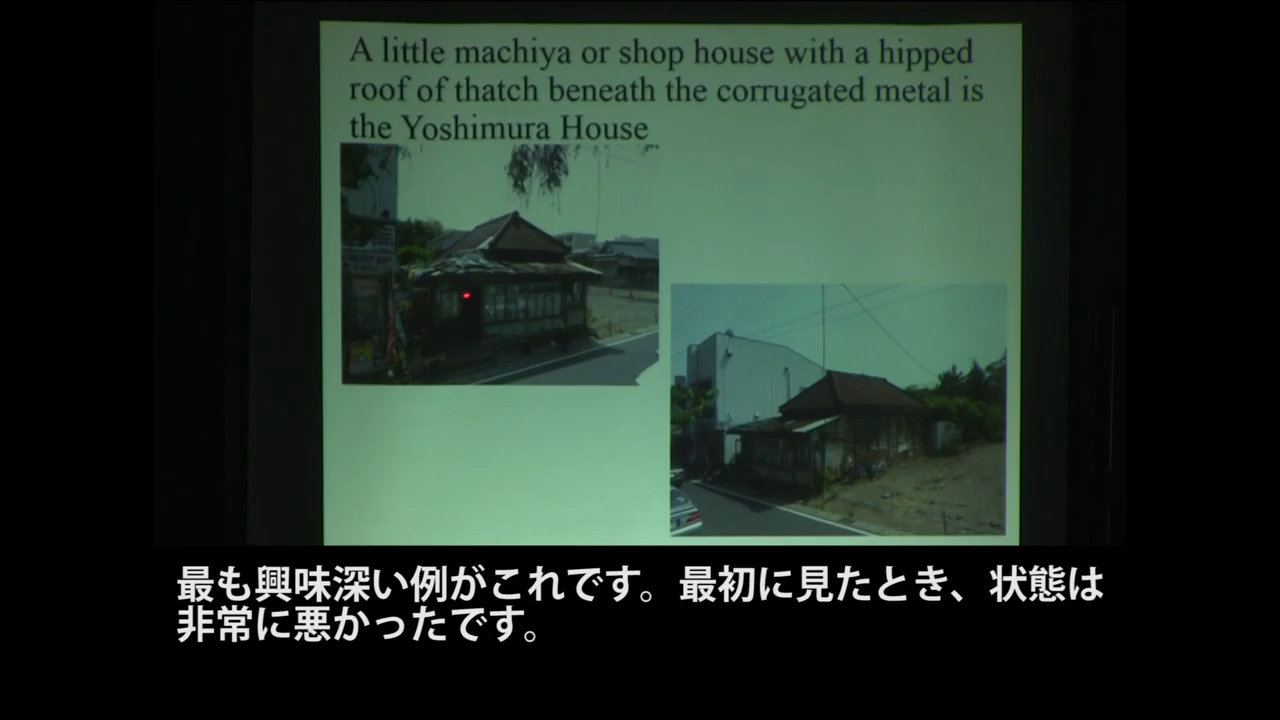 A little machiya or shop house with a hipped
roof of thatch beneath the corrugated metal is
the Yoshimura House
最も興味深い例がこれです。最初に見たとき、状態は
非常に悪かったです。